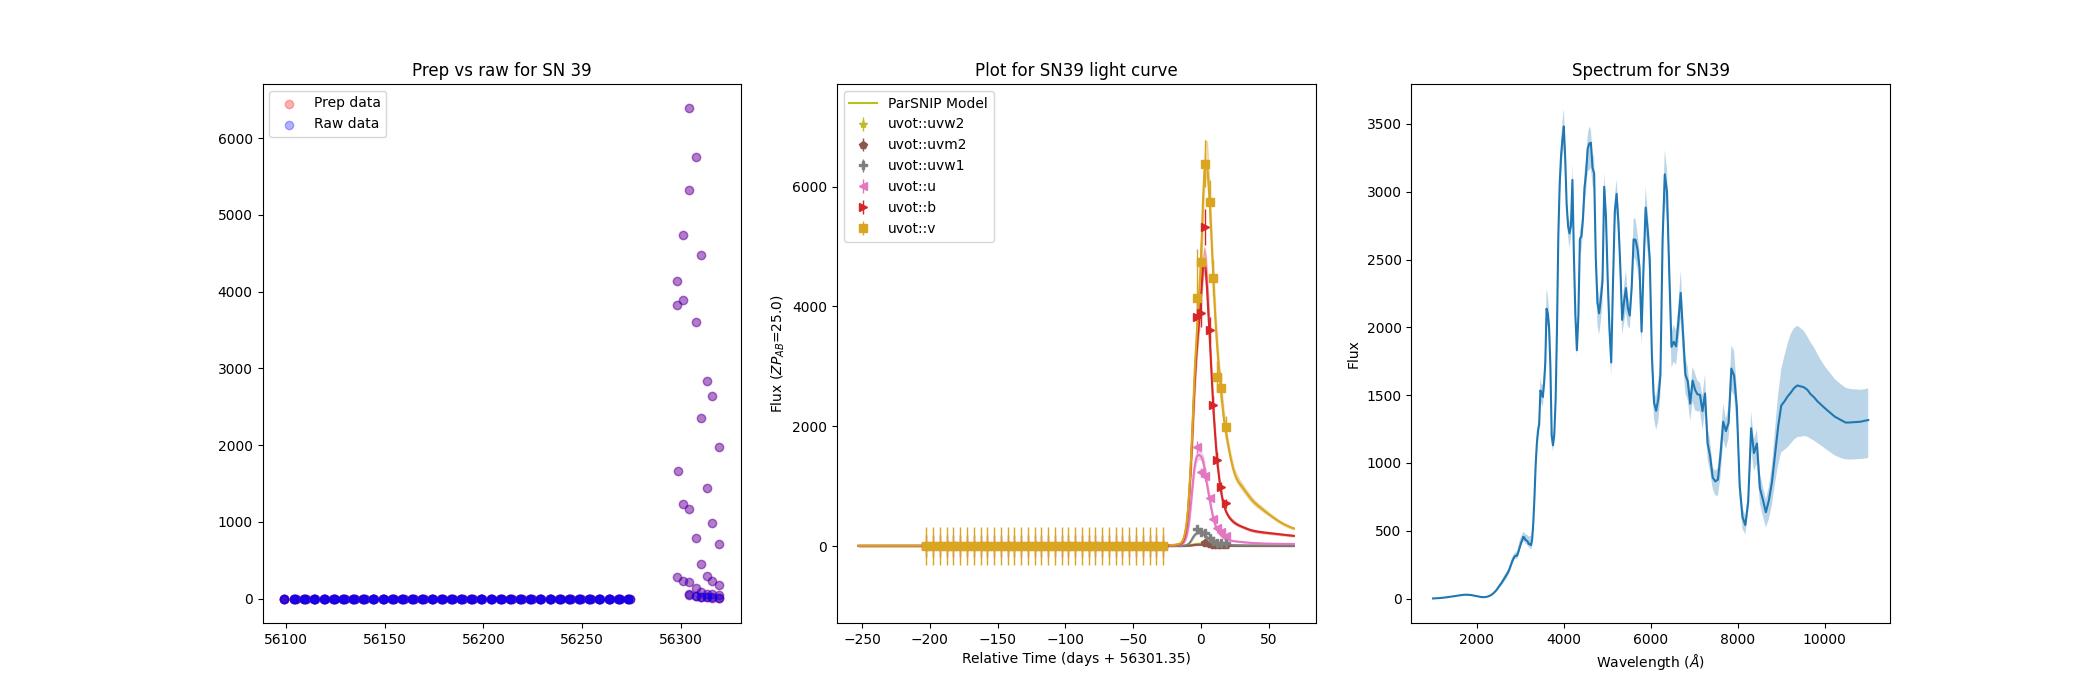 Prep vs raw for SN 39
Prep data
Raw data
6000
5000
4000
3000
2000
1000
0
56100
56150
56200
56250
56300
Plot for SN39 light curve
ParSNIP Model
uvot::uvw2
uvot::uvm2
uvot::uvw1
uvot::u
uvot::b
uvot::v
Flux (ZP_AB=25.0)
6000
4000
2000
0
−250
−200
−150
−100
−50
0
50
Relative Time (days + 56301.35)
Spectrum for SN39
Flux
3500
3000
2500
2000
1500
1000
500
0
2000
4000
6000
8000
10000
Wavelength (Å)